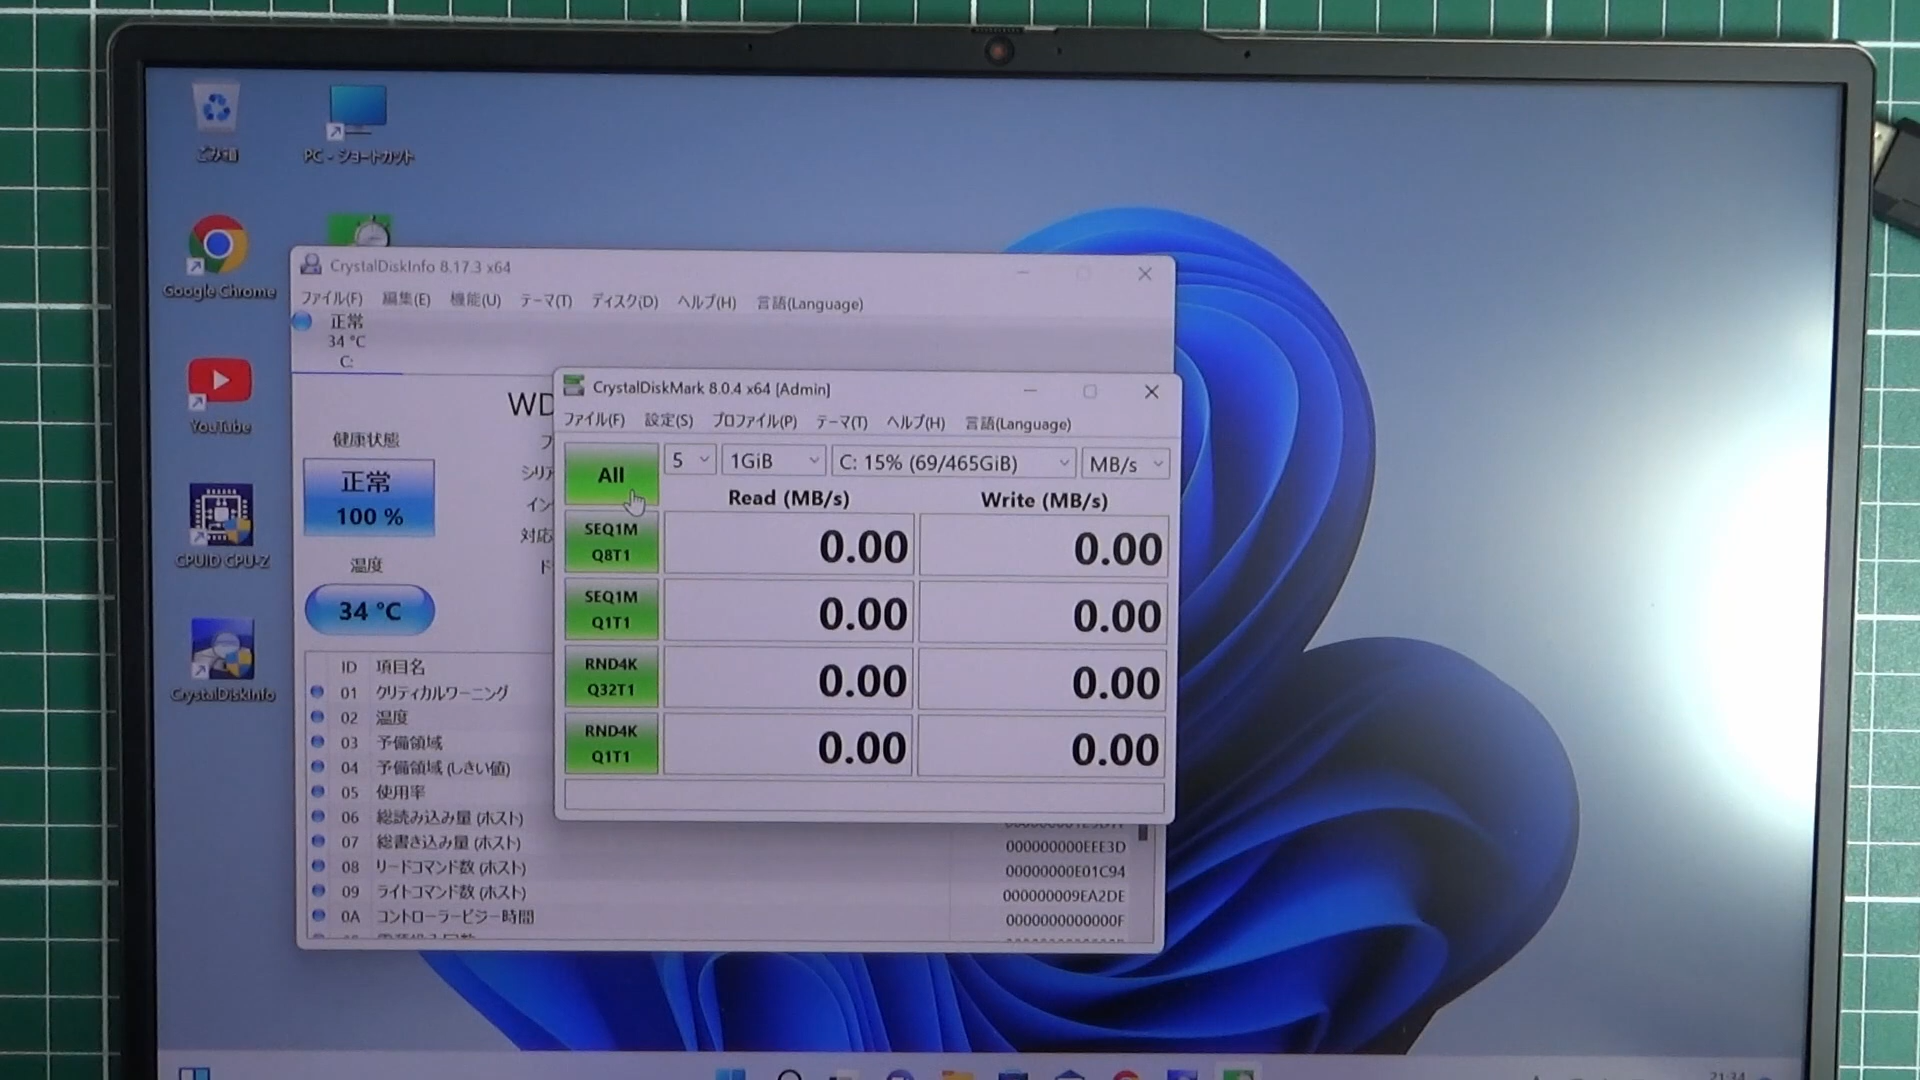 ごみ箱
PC - ショートカット
Google Chrome
YouTube
CPUID CPU-Z
CrystalDiskInfo
CrystalDiskInfo 8.17.3 x64
ファイル(F) 編集(E) 機能(U) テーマ(T) ディスク(D) ヘルプ(H) 言語(Language)
正常
34 °C
C:
WD
健康状態
正常
100 %
温度
34 °C
シリア
イン
対応
ID 項目名
01 クリティカルワーニング
02 温度
03 予備領域
04 予備領域 (しきい値)
05 使用率
06 総読み込み量 (ホスト)
07 総書き込み量 (ホスト) 000000000EEE3D
08 リードコマンド数 (ホスト) 00000000E01C94
09 ライトコマンド数 (ホスト) 000000009EA2DE
0A コントローラービジー時間 0000000000000F
CrystalDiskMark 8.0.4 x64 [Admin]
ファイル(F) 設定(S) プロファイル(P) テーマ(T) ヘルプ(H) 言語(Language)
All 5 1GiB C: 15% (69/465GiB) MB/s
Read (MB/s) Write (MB/s)
SEQ1M
Q8T1
0.00 0.00
SEQ1M
Q1T1
0.00 0.00
RND4K
Q32T1
0.00 0.00
RND4K
Q1T1
0.00 0.00
21:34